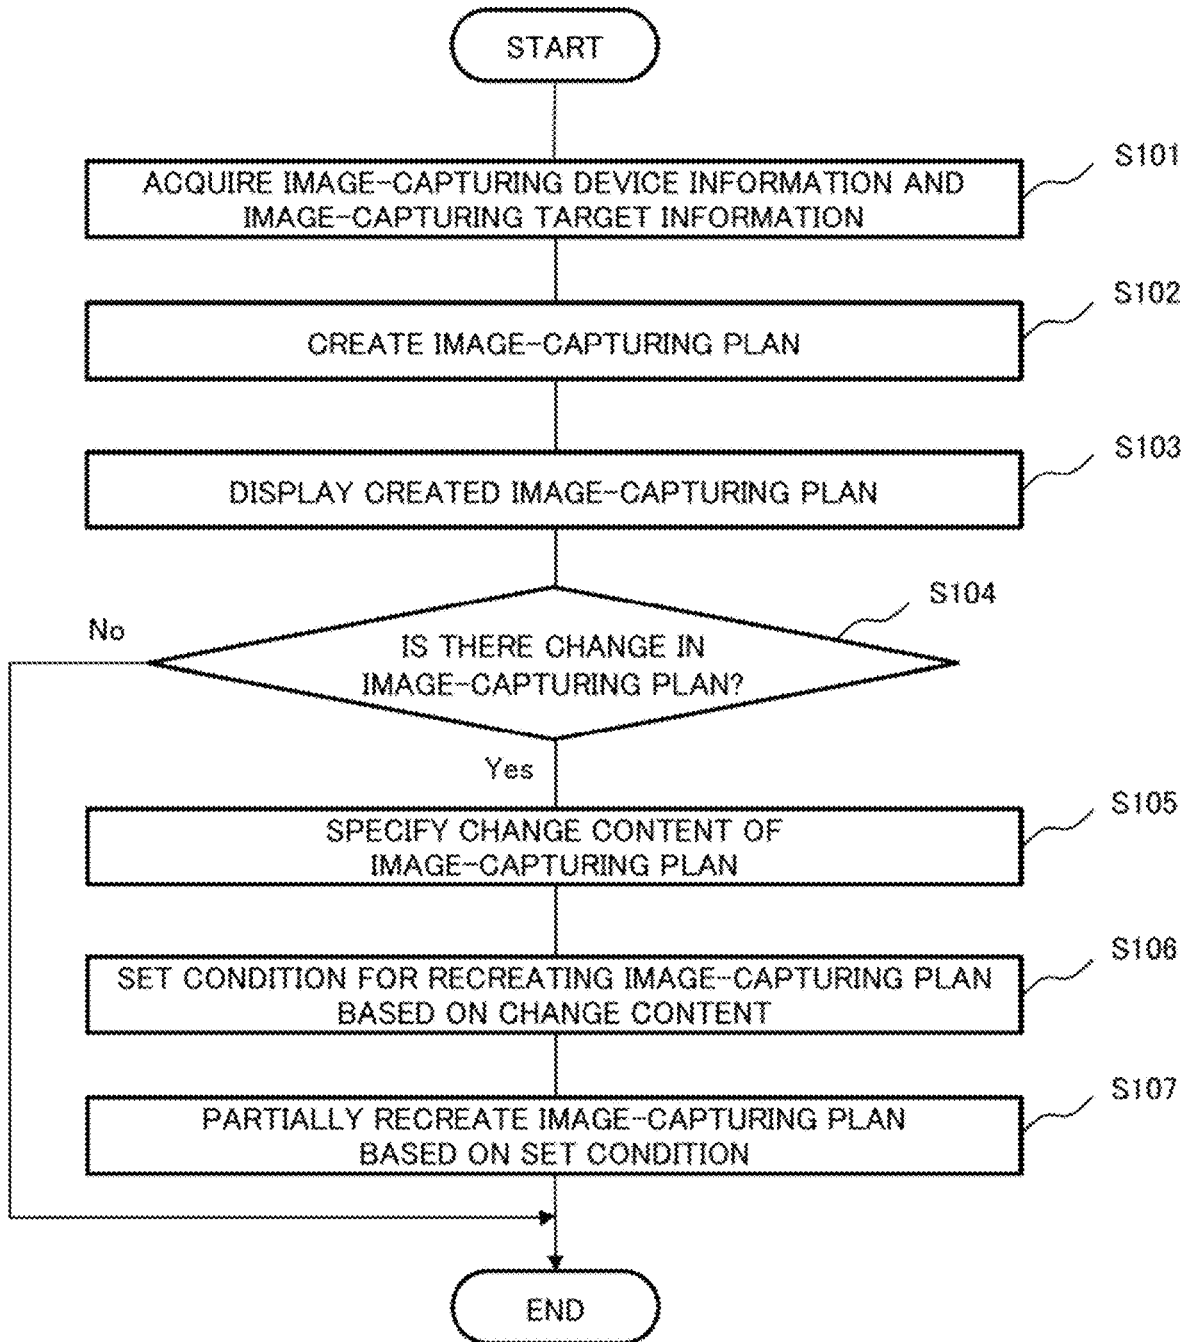 START
S101
ACQUIRE IMAGE-CAPTURING DEVICE INFORMATION AND
IMAGE-CAPTURING TARGET INFORMATION
S102
CREATE IMAGE-CAPTURING PLAN
S103
DISPLAY CREATED IMAGE-CAPTURING PLAN
S104
No
IS THERE CHANGE IN
IMAGE-CAPTURING PLAN?
Yes
S105
SPECIFY CHANGE CONTENT OF
IMAGE-CAPTURING PLAN
S106
SET CONDITION FOR RECREATING IMAGE-CAPTURING PLAN
BASED ON CHANGE CONTENT
S107
PARTIALLY RECREATE IMAGE-CAPTURING PLAN
BASED ON SET CONDITION
END